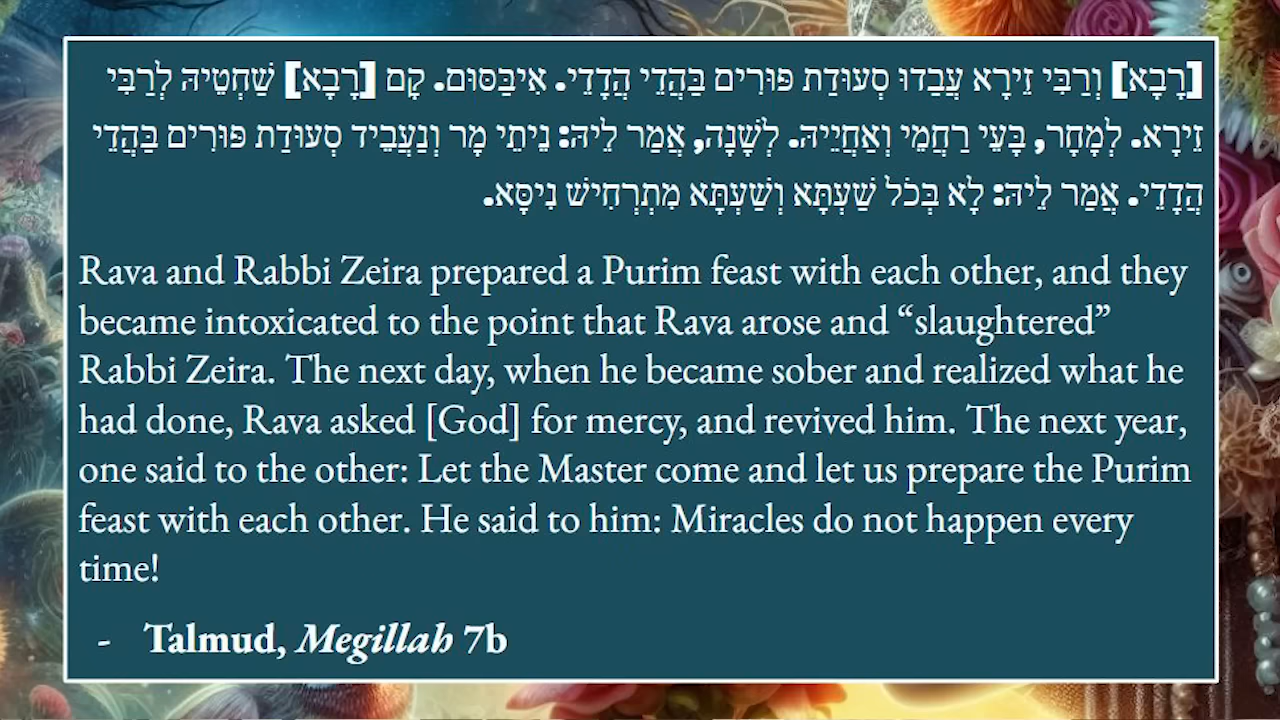 [רָבָא] וְרַבִּי זֵירָא עֲבַדוּ סְעוּדַת פּוּרִים בַּהֲדֵי הֲדָדֵי. אִיבַּסּוּם. קָם [רָבָא] שַׁחְטֵיהּ לְרַבִּי
זֵירָא. לְמָחָר, בָּעֵי רַחֲמֵי וְאַחֲיֵיהּ. לְשָׁנָה, אֲמַר לֵיהּ: נֵיתֵי מָר וְנַעֲבֵיד סְעוּדַת פּוּרִים בַּהֲדֵי
הֲדָדֵי. אֲמַר לֵיהּ: לָא בְּכֹל שַׁעְתָּא וְשַׁעְתָּא מִתְרְחִישׁ נִיסָּא.
Rava and Rabbi Zeira prepared a Purim feast with each other, and they
became intoxicated to the point that Rava arose and “slaughtered”
Rabbi Zeira. The next day, when he became sober and realized what he
had done, Rava asked [God] for mercy, and revived him. The next year,
one said to the other: Let the Master come and let us prepare the Purim
feast with each other. He said to him: Miracles do not happen every
time!
- Talmud, Megillah 7b